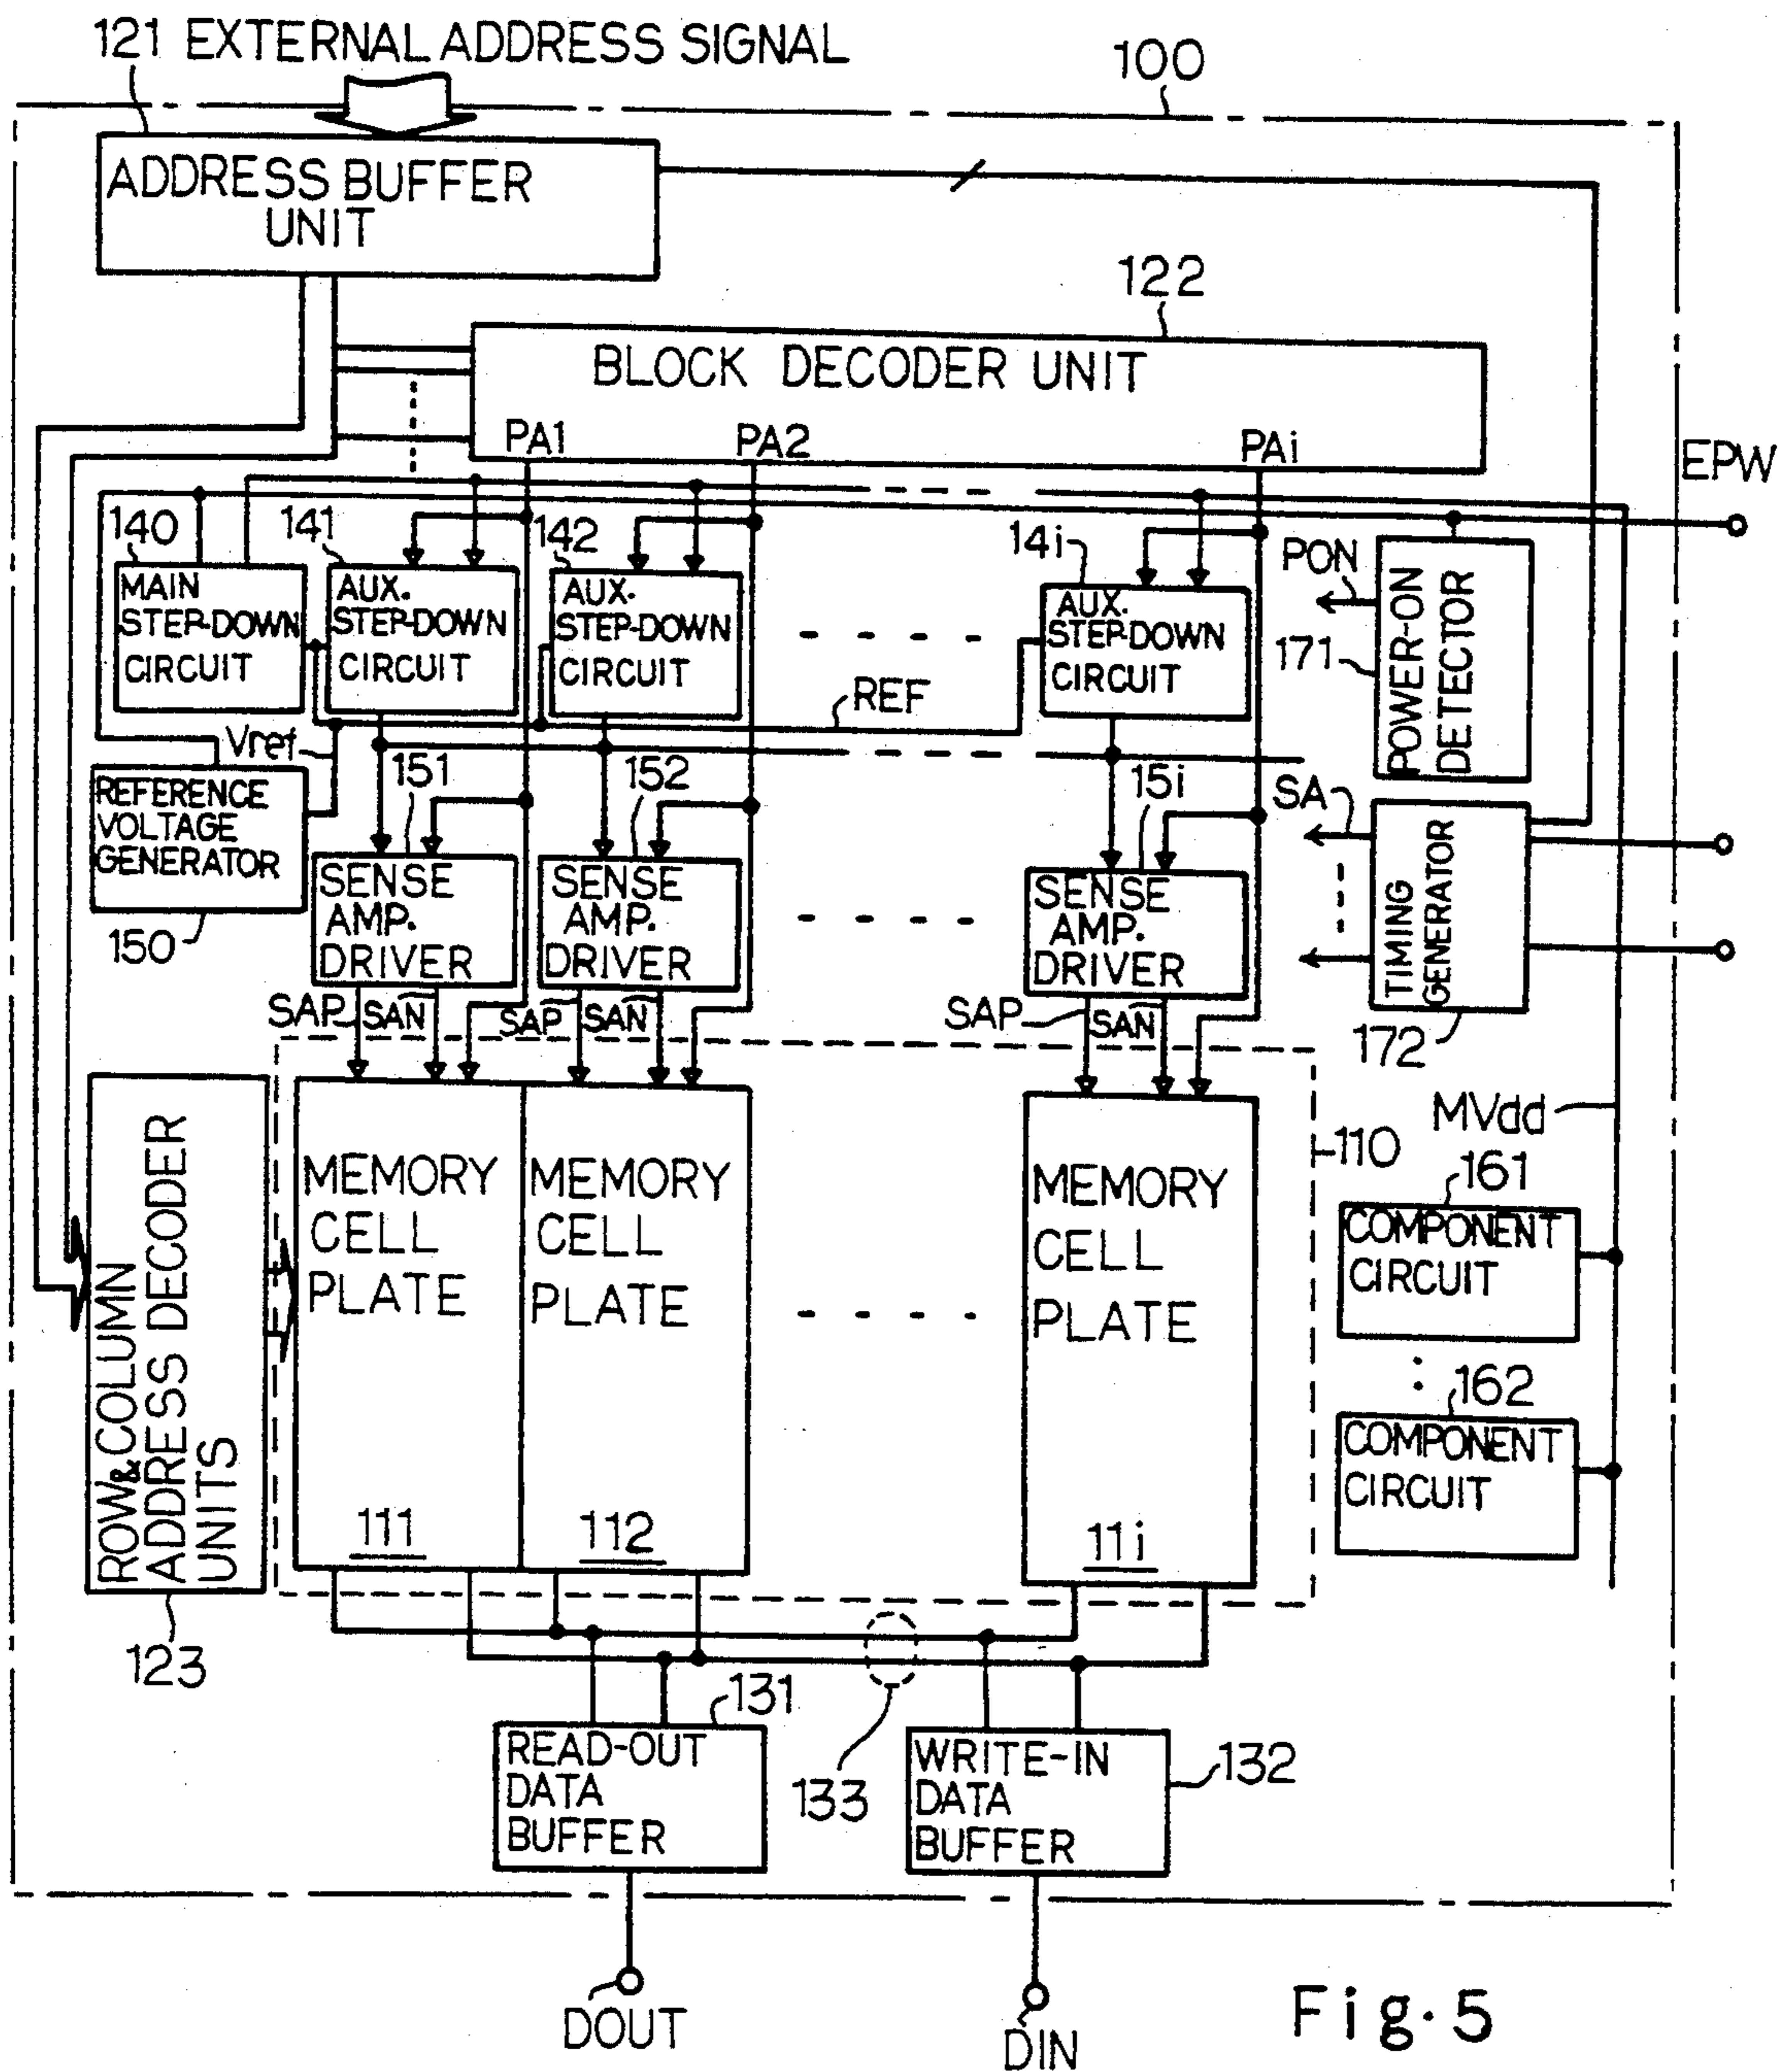 121 EXTERNAL ADDRESS SIGNAL
100
ADDRESS BUFFER
UNIT
122
BLOCK DECODER UNIT
PA1
PA2
PAi
EPW
140
141
142
14i
PON
MAIN
STEP-DOWN
CIRCUIT
AUX.
STEP-DOWN
CIRCUIT
AUX.
STEP-DOWN
CIRCUIT
AUX.
STEP-DOWN
CIRCUIT
171
POWER-ON
DETECTOR
REF
Vref
151
152
15i
SA
REFERENCE
VOLTAGE
GENERATOR
150
SENSE
AMP.
DRIVER
SENSE
AMP.
DRIVER
SENSE
AMP.
DRIVER
TIMING
GENERATOR
172
SAP
SAN
SAP
SAN
SAP
SAN
MVdd
110
ROW & COLUMN
ADDRESS DECODER
UNITS
123
MEMORY
CELL
PLATE
111
MEMORY
CELL
PLATE
112
MEMORY
CELL
PLATE
11i
161
COMPONENT
CIRCUIT
162
COMPONENT
CIRCUIT
131
READ-OUT
DATA
BUFFER
133
WRITE-IN
DATA
BUFFER
132
DOUT
DIN
Fig. 5